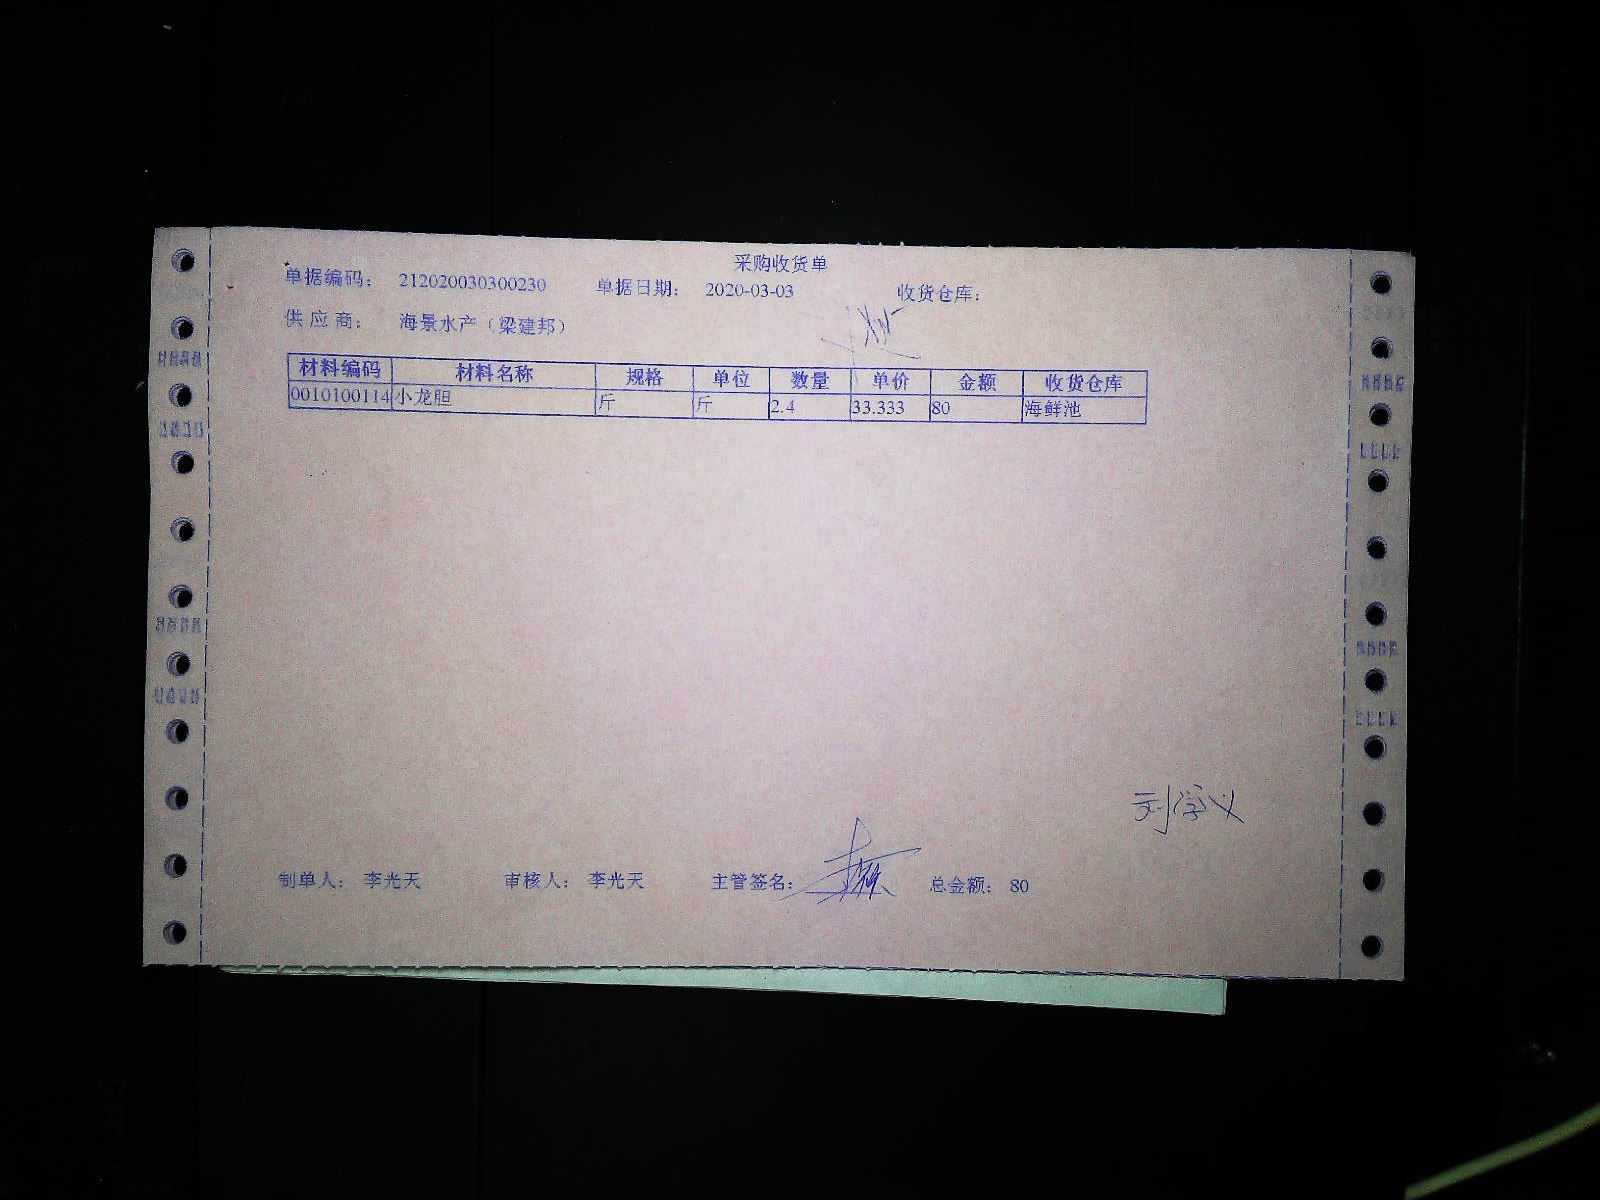 采购收货单
单据编码： 212020030300230 单据日期： 2020-03-03 收货仓库：
供应商： 海景水产（梁建邦）
材料编码 材料名称 规格 单位 数量 单价 金额 收货仓库
0010100114 小龙胆 斤 斤 2.4 33.333 80 海鲜池
刘学义
制单人： 李光天 审核人： 李光天 主管签名： 总金额： 80